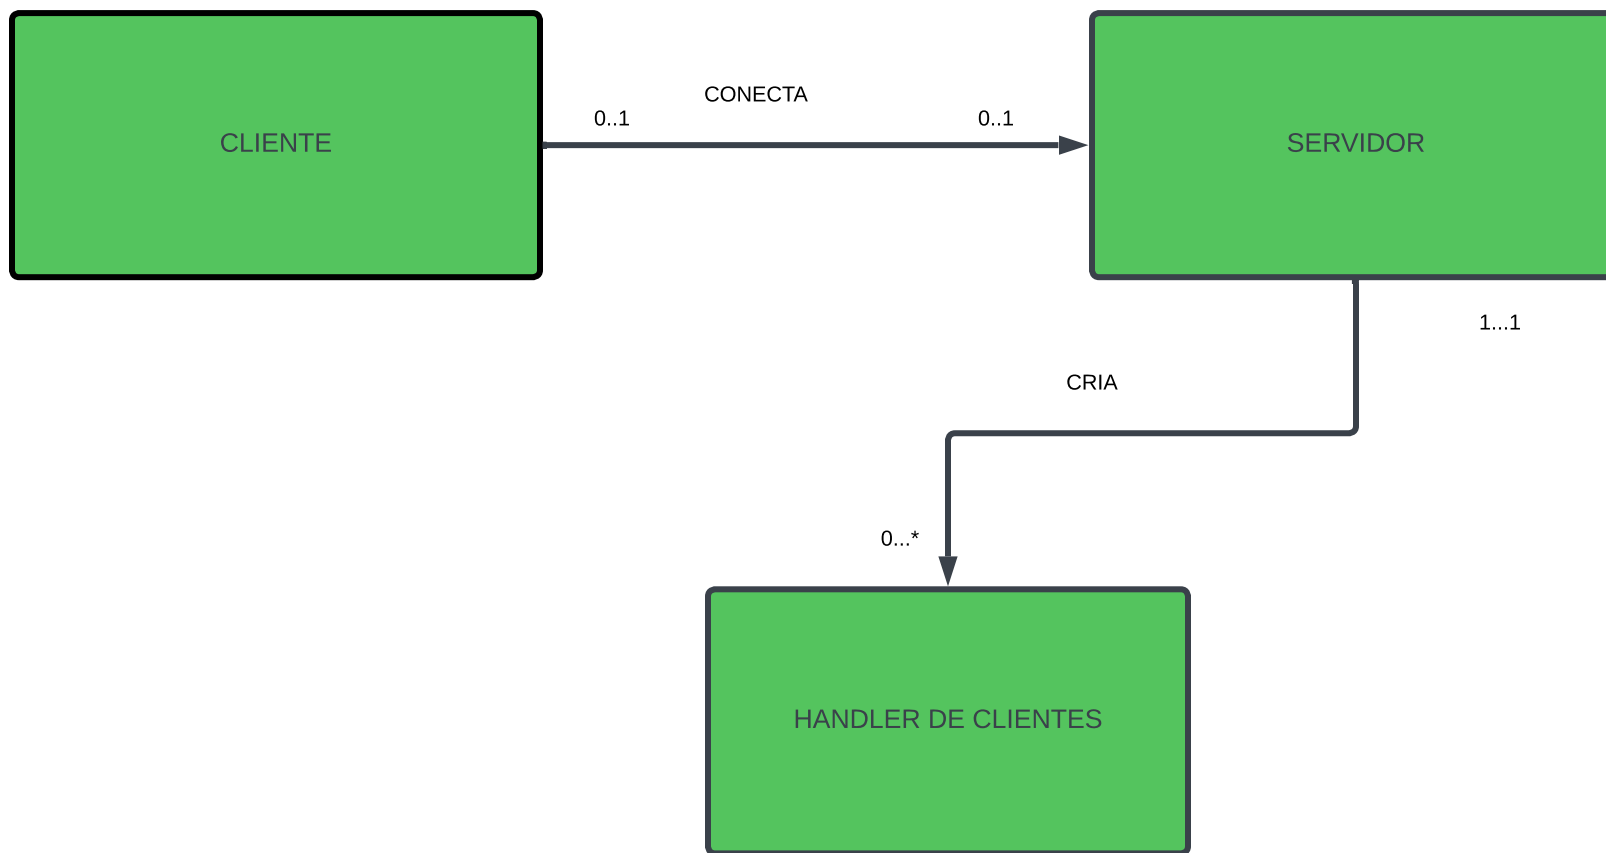 CONECTA
0..1
0..1
CLIENTE
SERVIDOR
1...1
CRIA
0...*
HANDLER DE CLIENTES